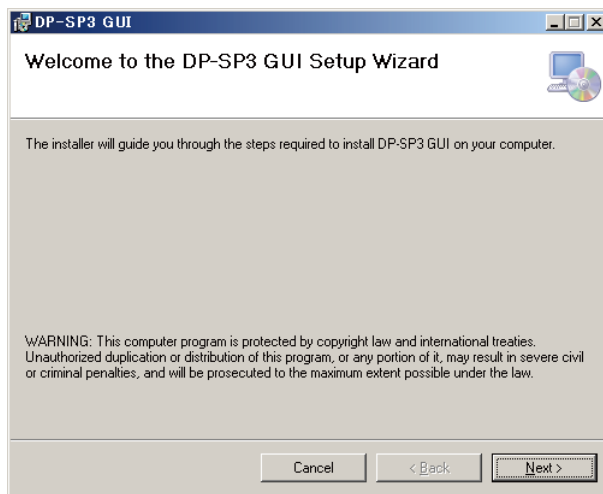 DP-SP3 GUI
Welcome to the DP-SP3 GUI Setup Wizard
The installer will guide you through the steps required to install DP-SP3 GUI on your computer.
WARNING: This computer program is protected by copyright law and international treaties.
Unauthorized duplication or distribution of this program, or any portion of it, may result in severe civil
or criminal penalties, and will be prosecuted to the maximum extent possible under the law.
Cancel
< Back
Next >